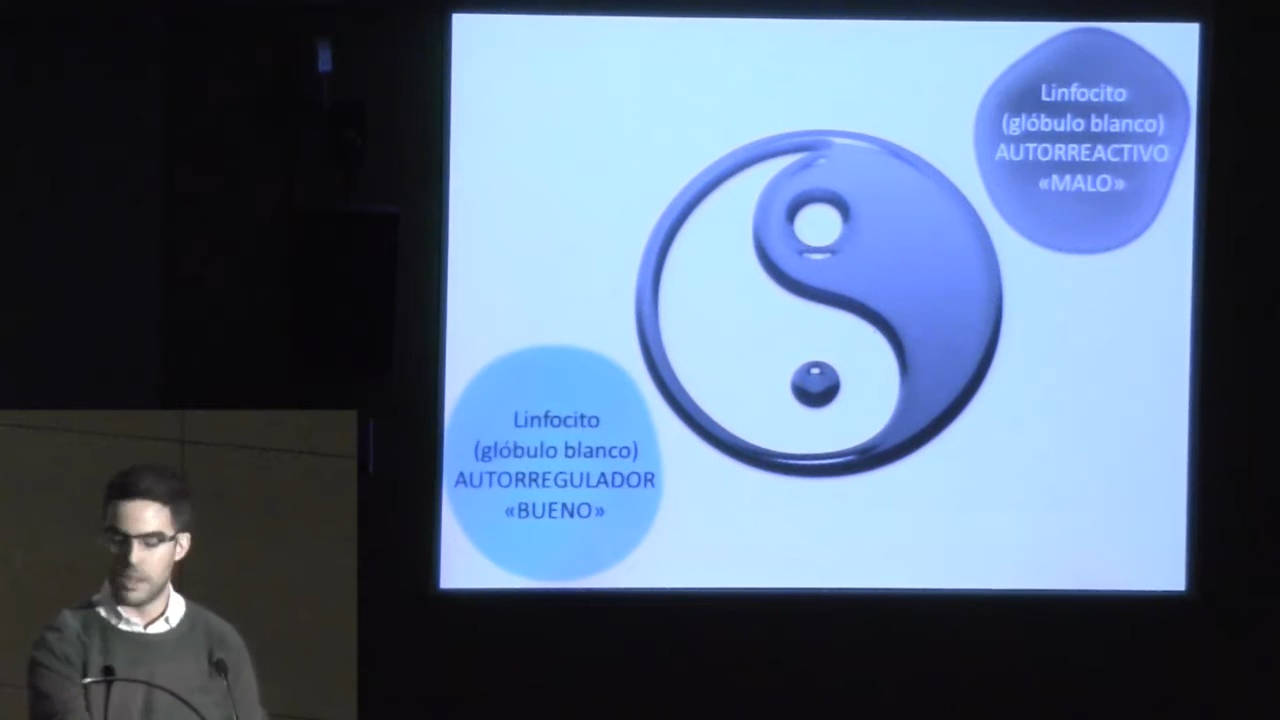 Linfocito
(glóbulo blanco)
AUTORREACTIVO
«MALO»
Linfocito
(glóbulo blanco)
AUTORREGULADOR
«BUENO»